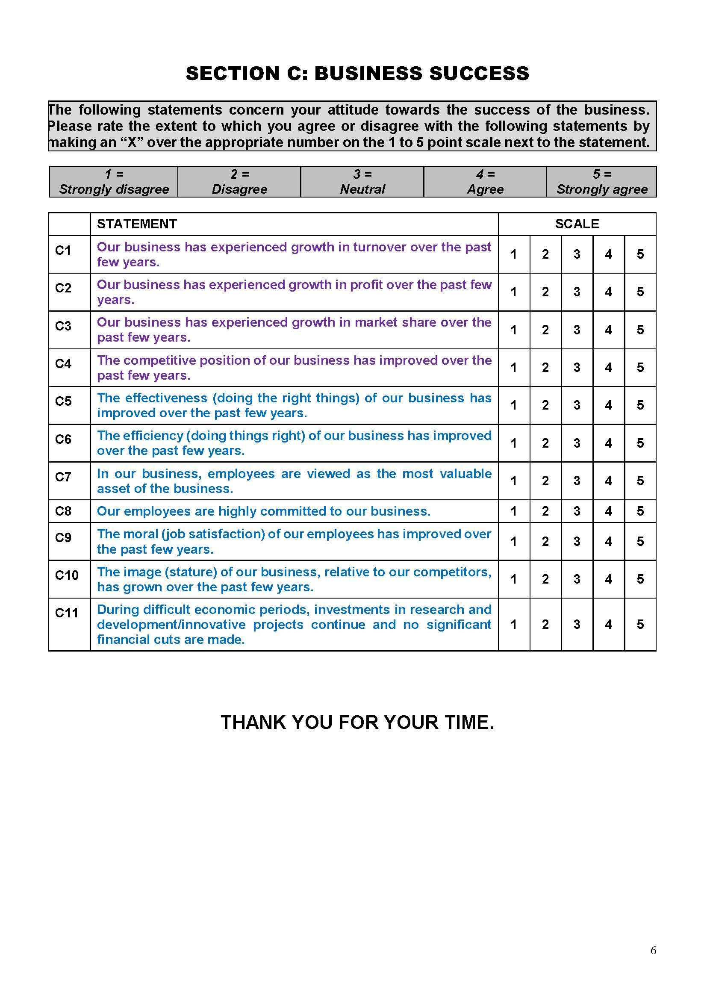 SECTION C: BUSINESS SUCCESS
The following statements concern your attitude towards the success of the business.
Please rate the extent to which you agree or disagree with the following statements by
making an “X” over the appropriate number on the 1 to 5 point scale next to the statement.
1 = 2 = 3 = 4 = 5 =
Strongly disagree Disagree Neutral Agree Strongly agree
STATEMENT SCALE
C1 Our business has experienced growth in turnover over the past
few years. 1 2 3 4 5
C2 Our business has experienced growth in profit over the past few
years. 1 2 3 4 5
C3 Our business has experienced growth in market share over the
past few years. 1 2 3 4 5
C4 The competitive position of our business has improved over the
past few years. 1 2 3 4 5
C5 The effectiveness (doing the right things) of our business has
improved over the past few years. 1 2 3 4 5
C6 The efficiency (doing things right) of our business has improved
over the past few years. 1 2 3 4 5
C7 In our business, employees are viewed as the most valuable
asset of the business. 1 2 3 4 5
C8 Our employees are highly committed to our business. 1 2 3 4 5
C9 The moral (job satisfaction) of our employees has improved over
the past few years. 1 2 3 4 5
C10 The image (stature) of our business, relative to our competitors,
has grown over the past few years. 1 2 3 4 5
C11 During difficult economic periods, investments in research and
development/innovative projects continue and no significant 1 2 3 4 5
financial cuts are made.
THANK YOU FOR YOUR TIME.
6